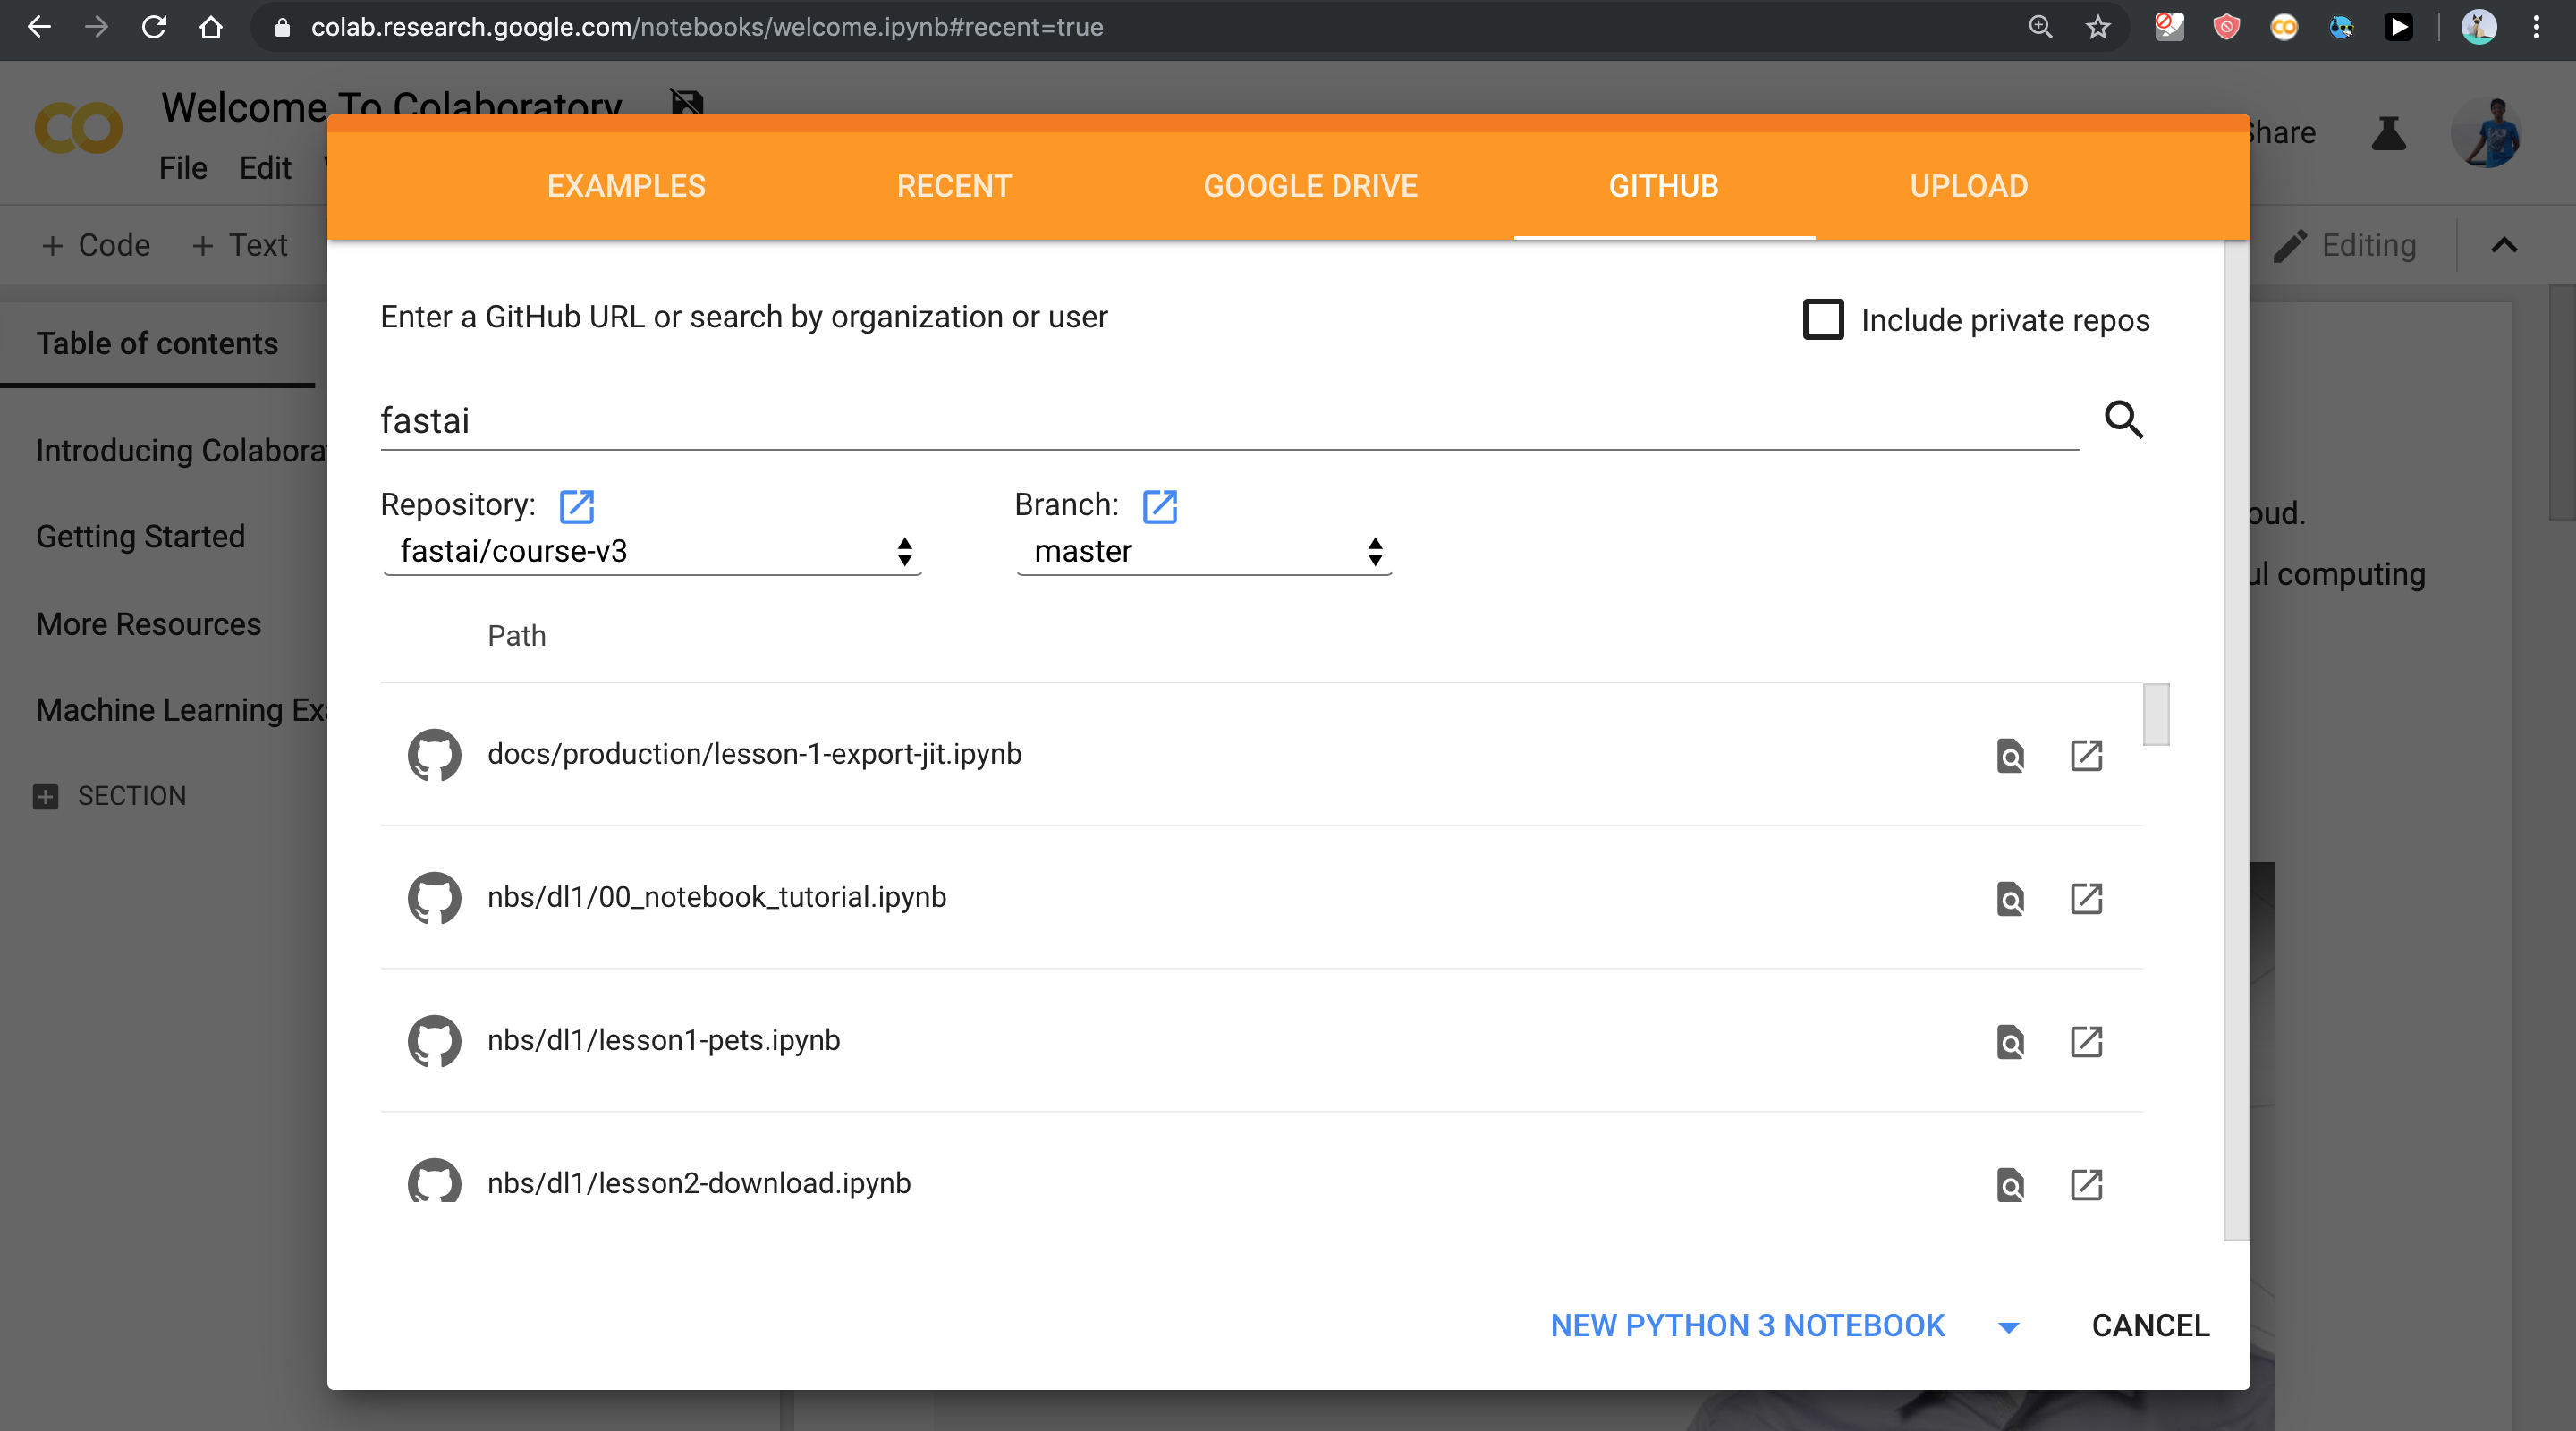 colab.research.google.com/notebooks/welcome.ipynb#recent=true
Welcome To Colaboratory
File Edit
Share
EXAMPLES RECENT GOOGLE DRIVE GITHUB UPLOAD
+ Code + Text
Editing
Enter a GitHub URL or search by organization or user
Include private repos
Table of contents
fastai
Introducing Colabora
Repository: Branch:
Getting Started
fastai/course-v3 master
oud.
ul computing
More Resources
Path
Machine Learning Ex
docs/production/lesson-1-export-jit.ipynb
SECTION
nbs/dl1/00_notebook_tutorial.ipynb
nbs/dl1/lesson1-pets.ipynb
nbs/dl1/lesson2-download.ipynb
NEW PYTHON 3 NOTEBOOK CANCEL